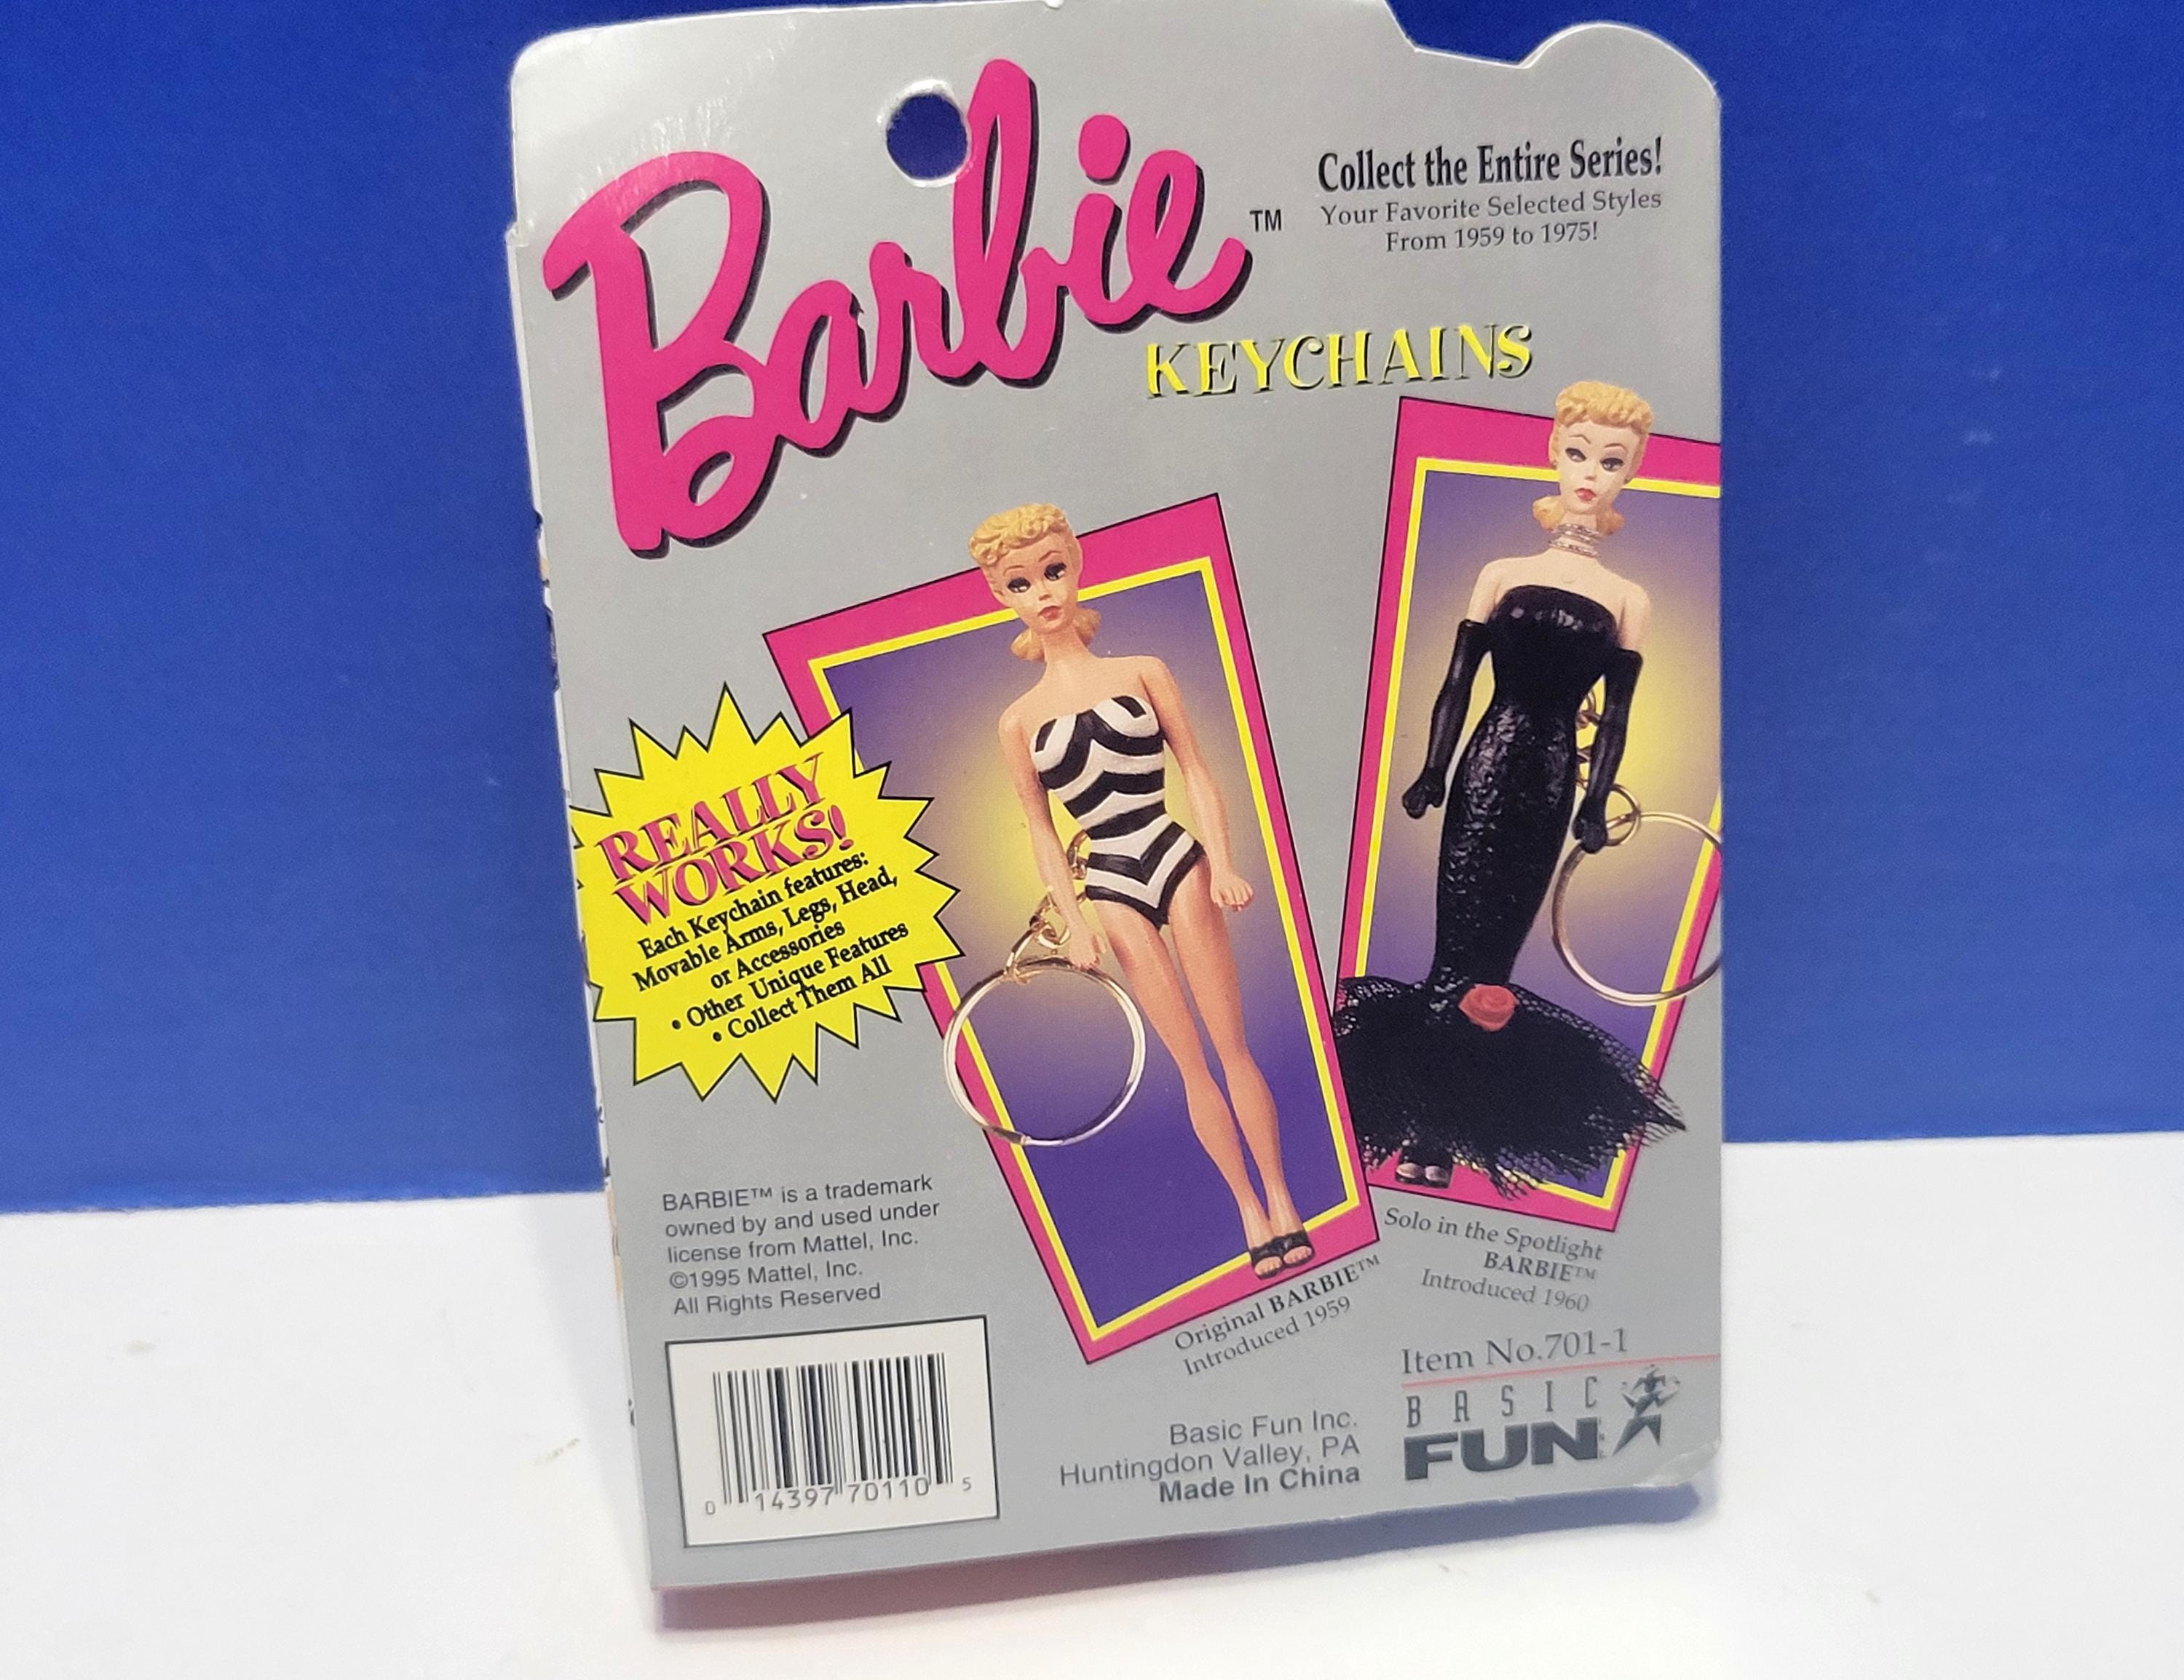 Barbie™
Collect the Entire Series!
Your Favorite Selected Styles
From 1959 to 1975!
KEYCHAINS
REALLY
WORKS!
Each Keychain features:
Movable Arms, Legs, Head,
or Accessories
• Other Unique Features
• Collect Them All
BARBIE™ is a trademark
owned by and used under
license from Mattel, Inc.
©1995 Mattel, Inc.
All Rights Reserved
Original BARBIE™
Introduced 1959
Solo in the Spotlight
BARBIE™
Introduced 1960
Item No.701-1
BASIC
FUN
Basic Fun Inc.
Huntingdon Valley, PA
Made In China
0 14397 70110 5